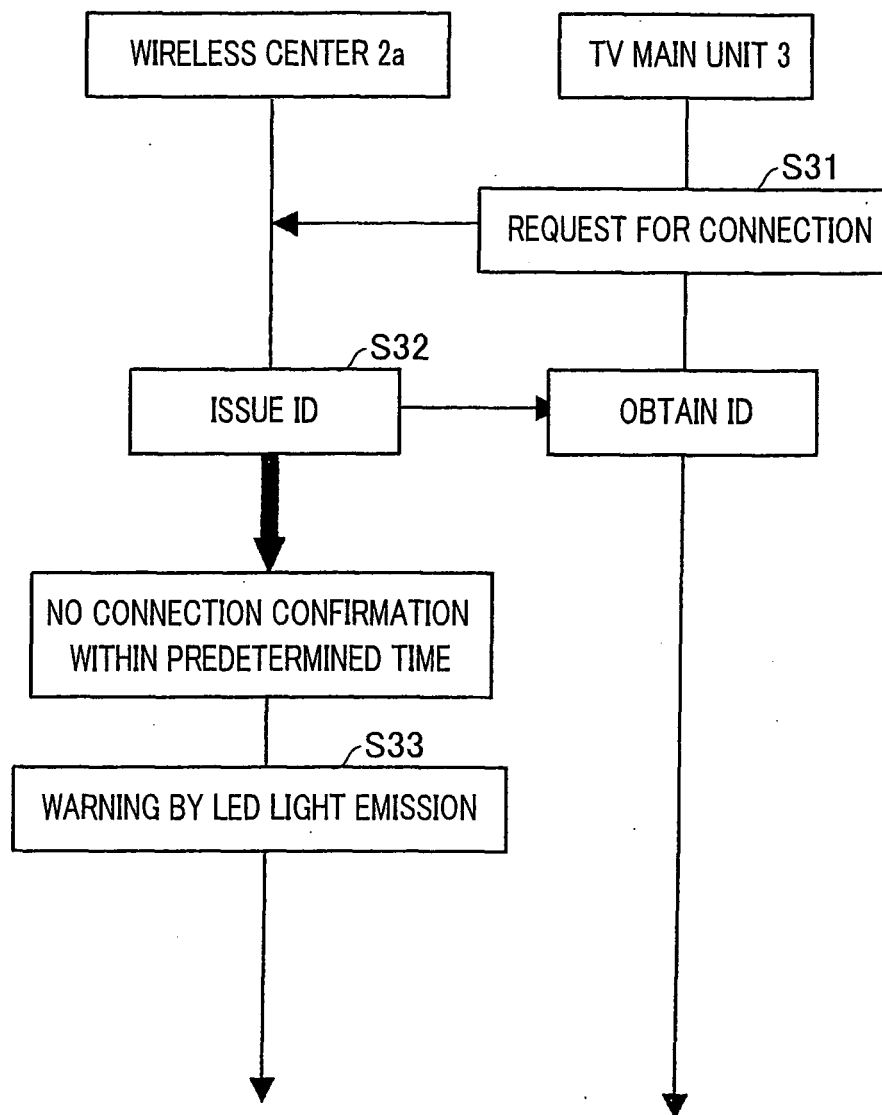 WIRELESS CENTER 2a
TV MAIN UNIT 3
S31
REQUEST FOR CONNECTION
S32
ISSUE ID
OBTAIN ID
NO CONNECTION CONFIRMATION
WITHIN PREDETERMINED TIME
S33
WARNING BY LED LIGHT EMISSION